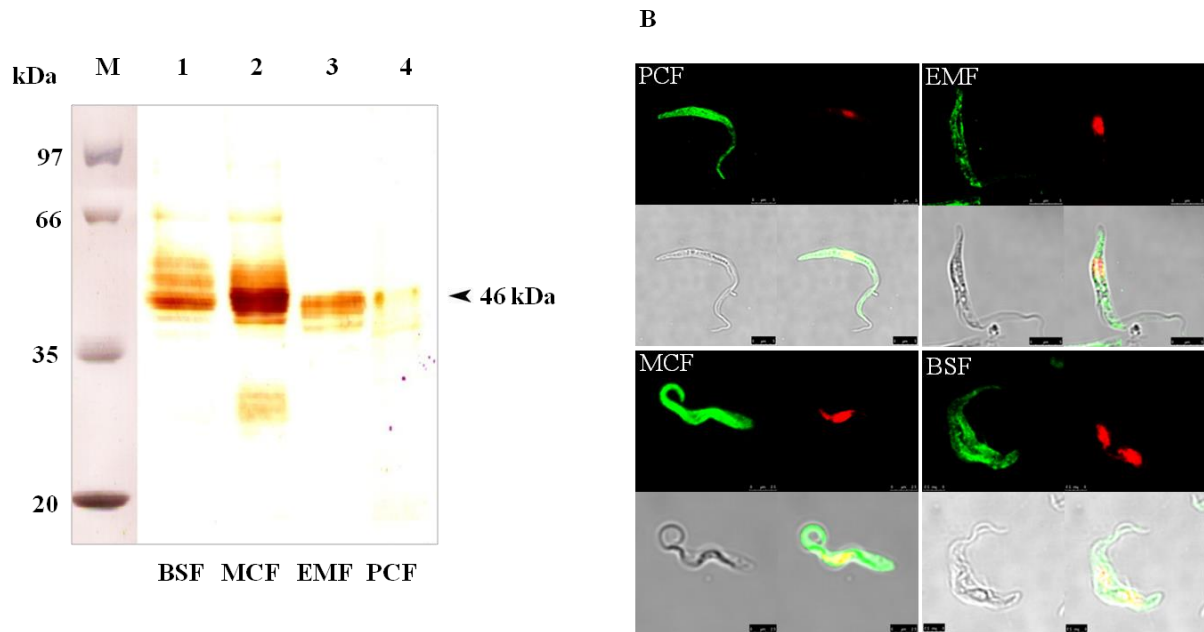 B
kDa M 1 2 3 4
97
66
46 kDa
35
20
BSF MCF EMF PCF
PCF EMF
MCF BSF